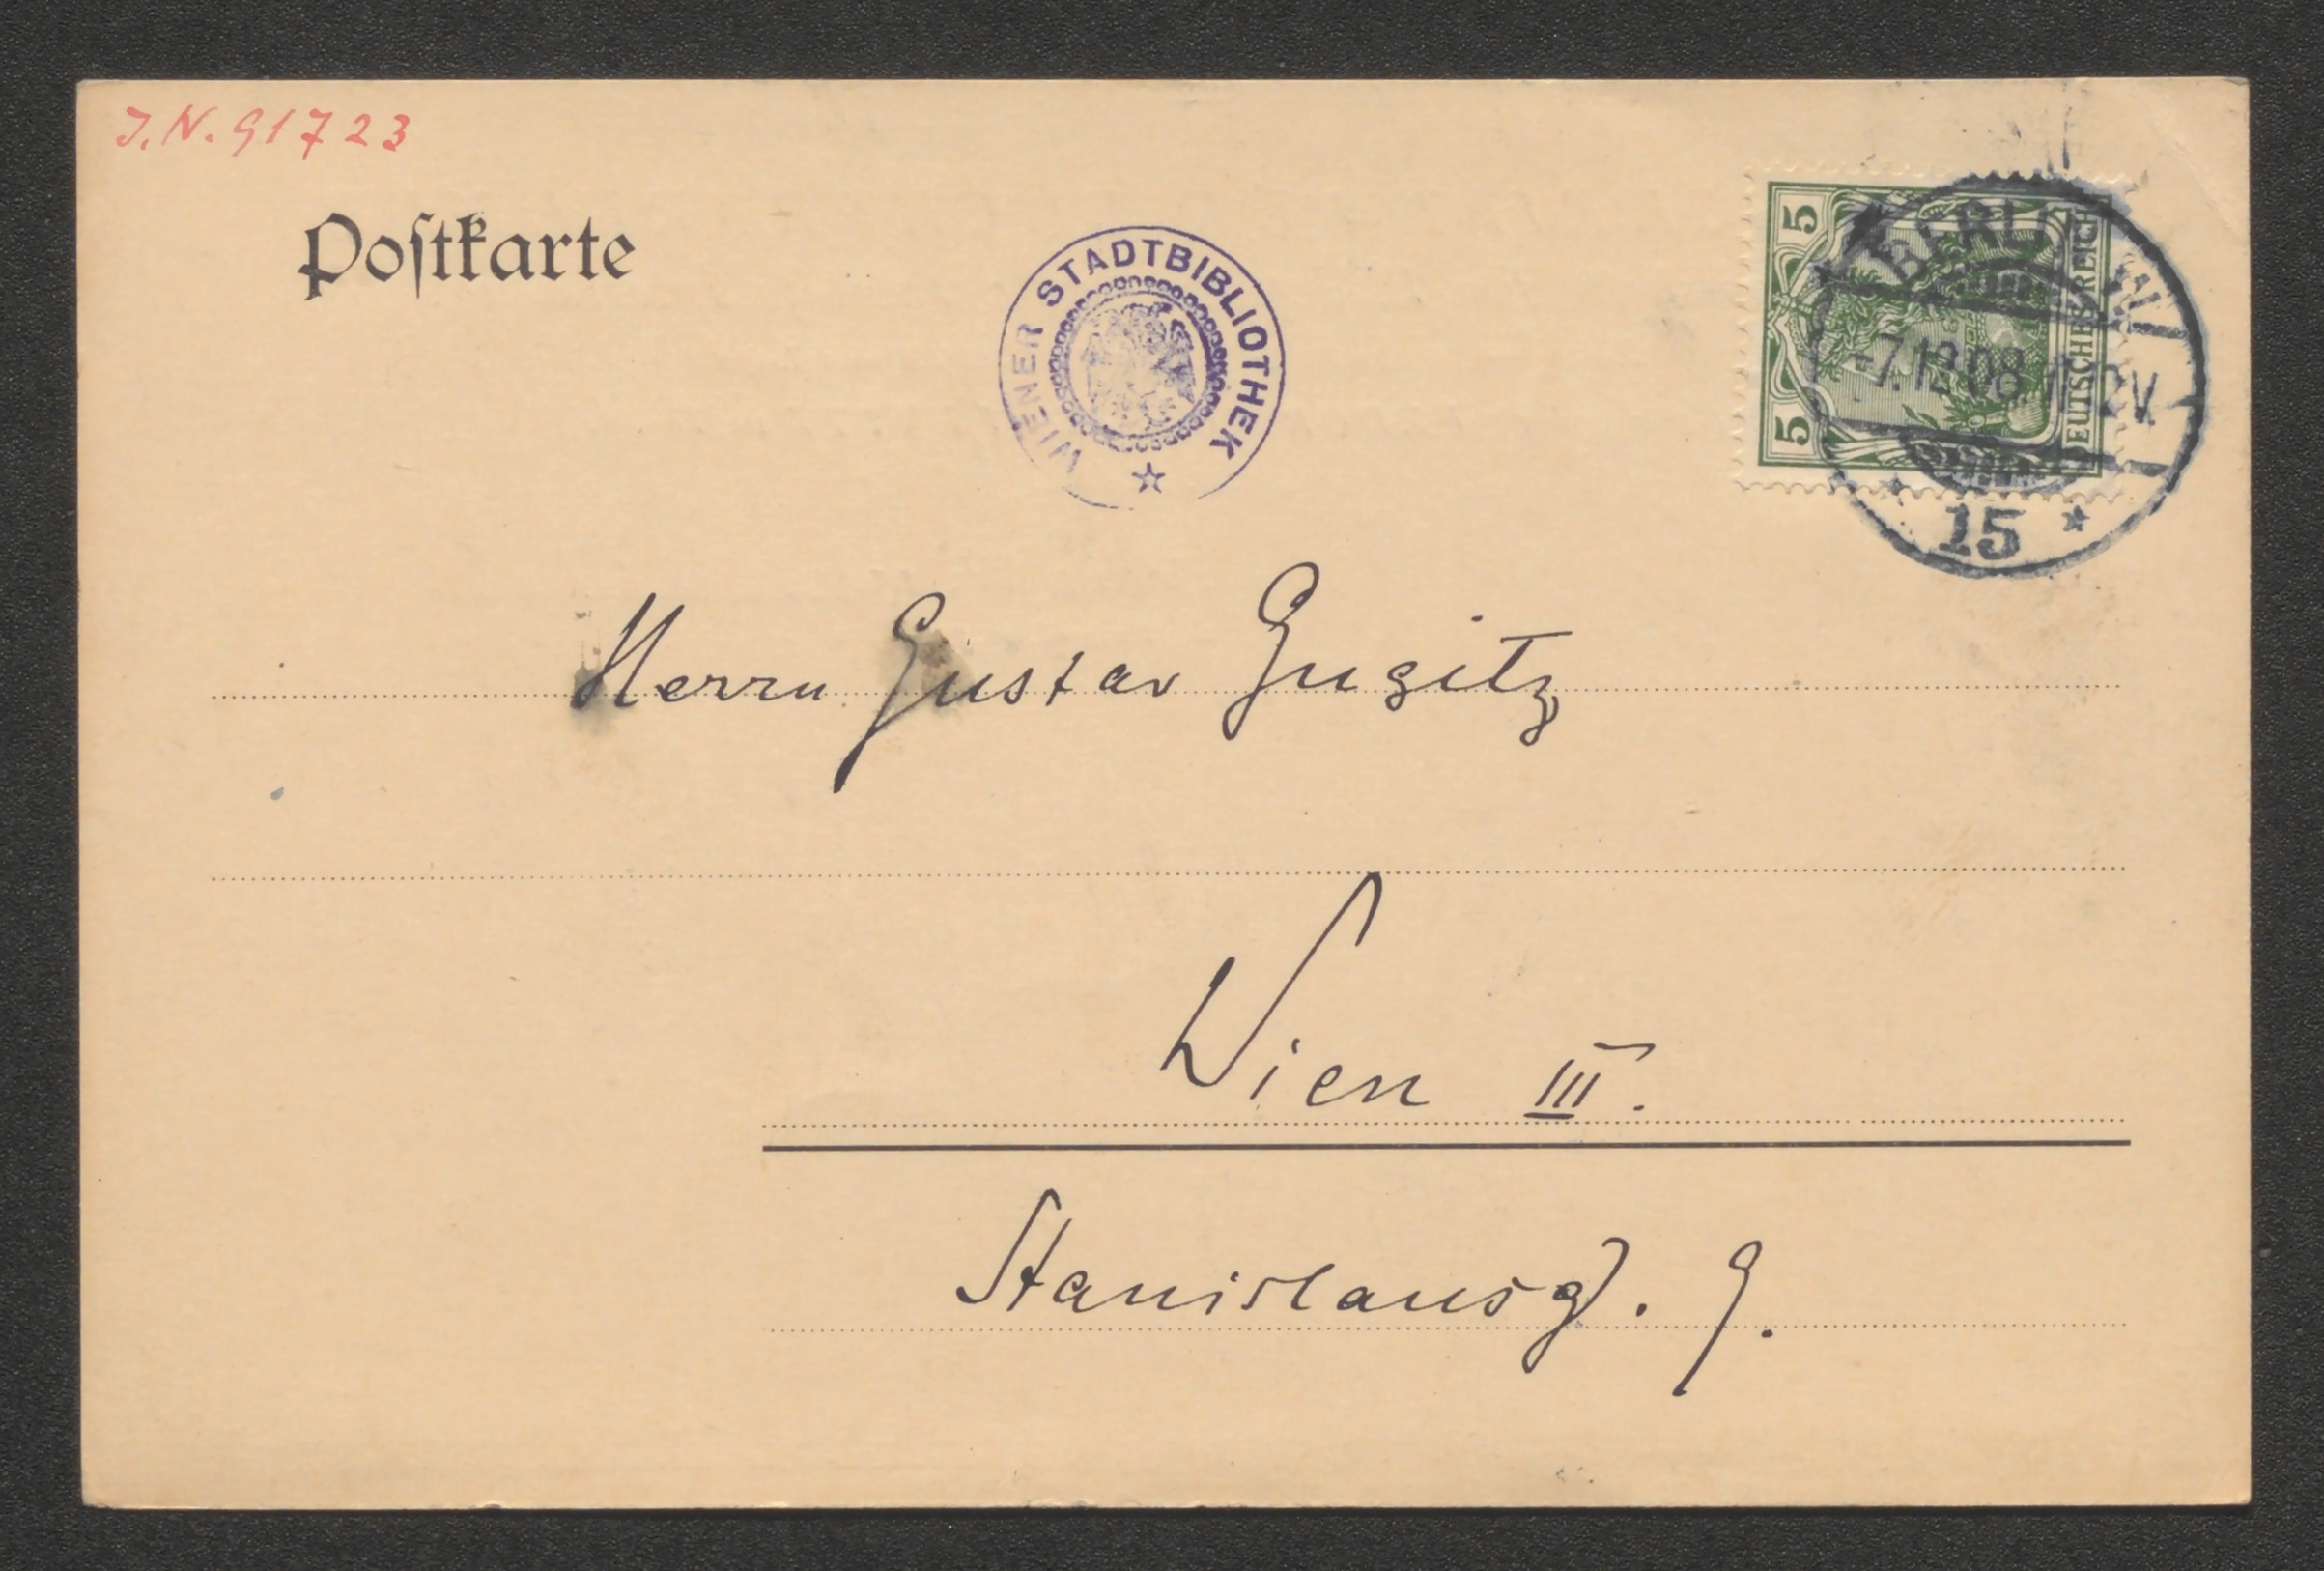 J.N. 91723
Postkarte
WIENER STADTBIBLIOTHEK
5 5
DEUTSCHES REICH
BERLIN W
-7.12.08.
15
Herrn Gustav Gugitz
Wien III.
Stanislausg. 9.